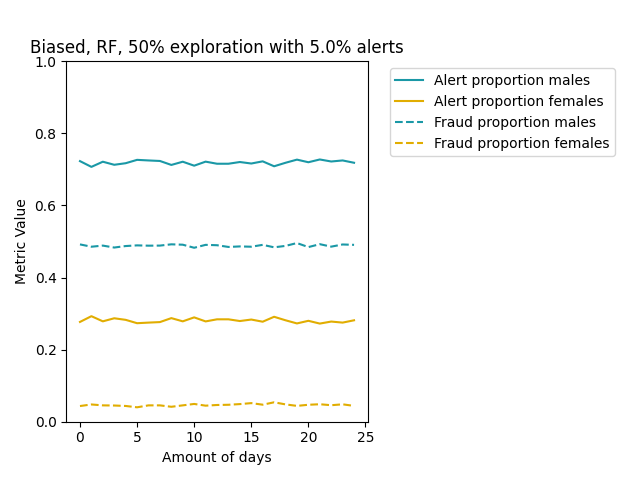 Biased, RF, 50% exploration with 5.0% alerts
1.0
0.8
0.6
0.4
0.2
0.0
Metric Value
0 5 10 15 20 25
Amount of days
Alert proportion males
Alert proportion females
Fraud proportion males
Fraud proportion females